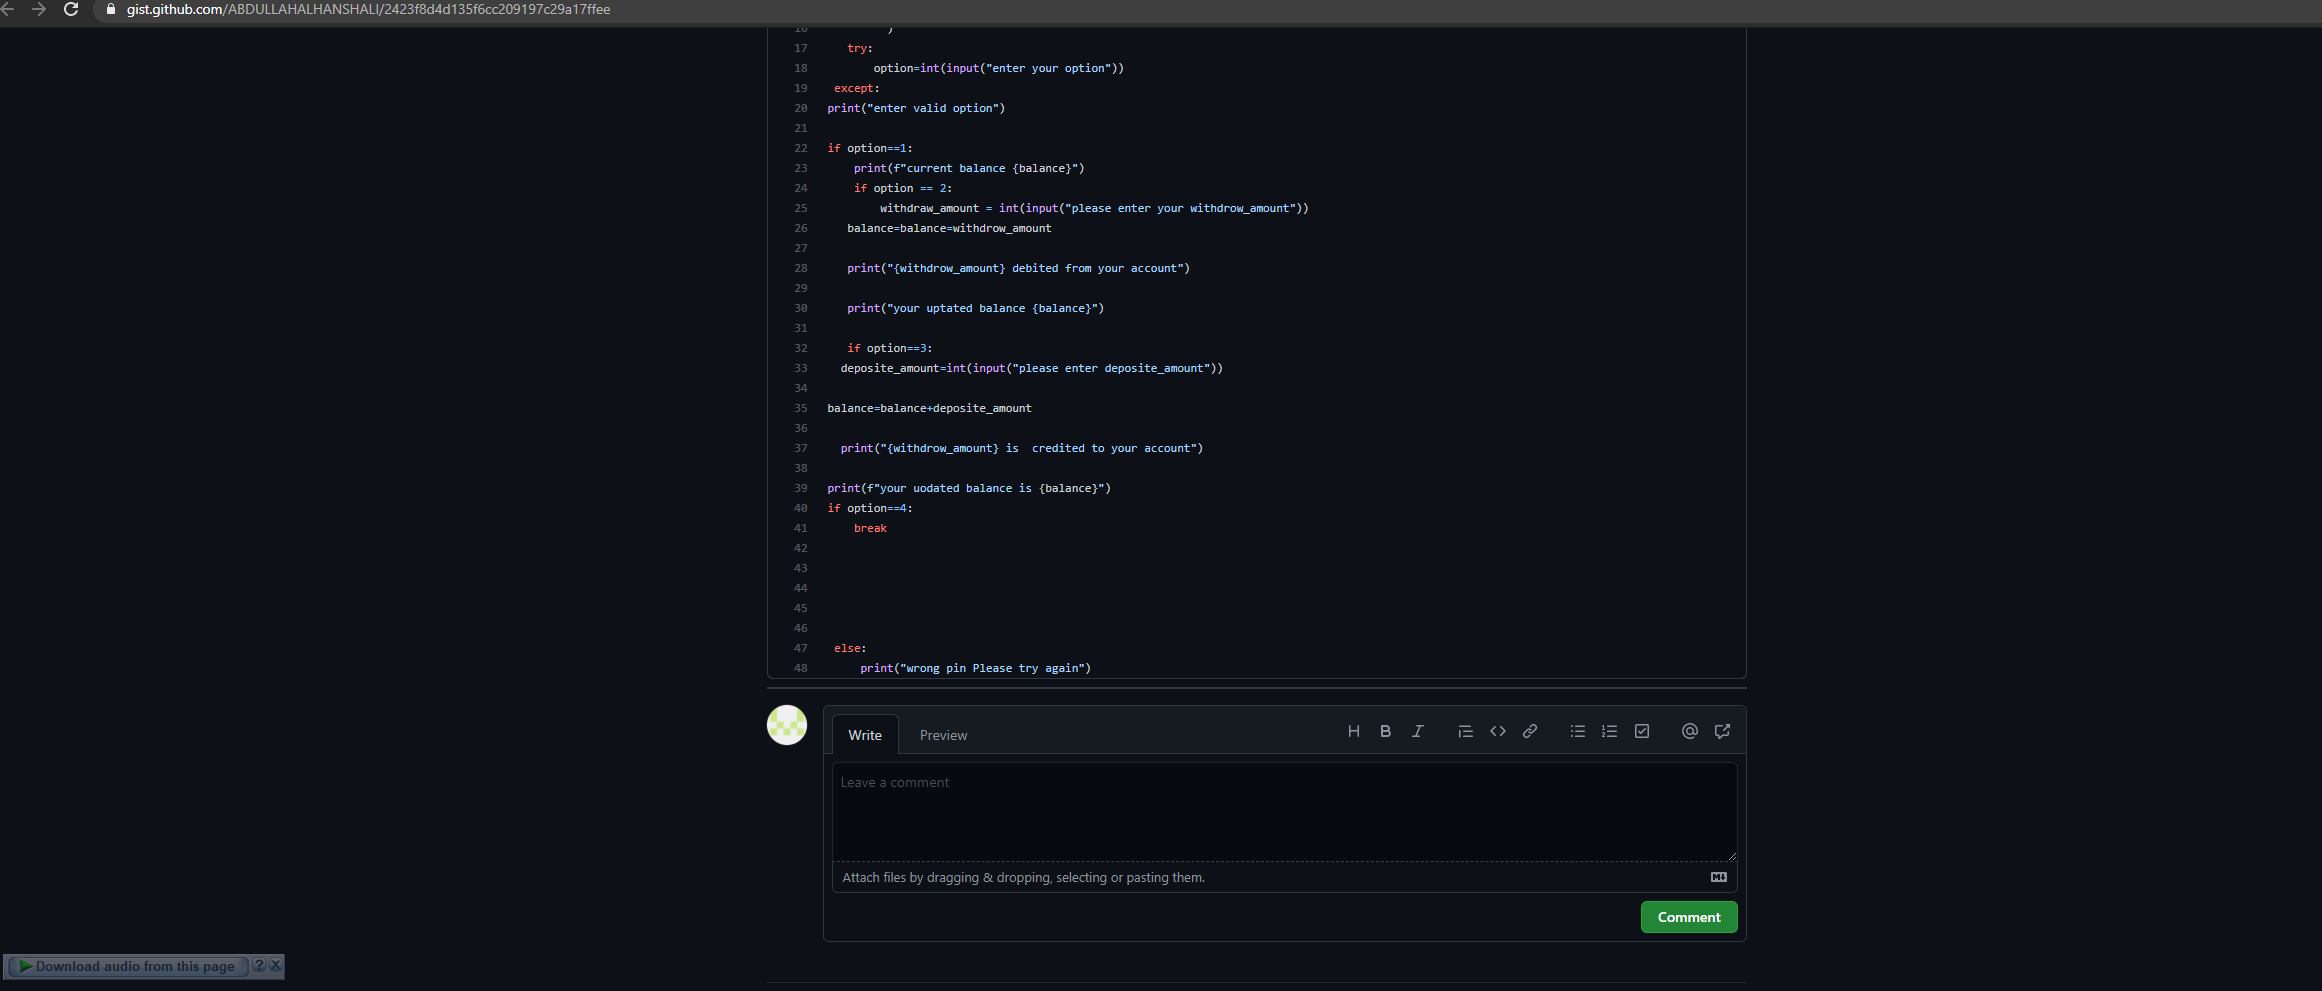 gist.github.com/ABDULLAHALHANSHALI/2423f8d4d135f6cc209197c29a17ffee
16 )
17 try:
18 option=int(input("enter your option"))
19 except:
20 print("enter valid option")
21
22 if option==1:
23 print(f"current balance {balance}")
24 if option == 2:
25 withdraw_amount = int(input("please enter your withdrow_amount"))
26 balance=balance=withdrow_amount
27
28 print("{withdrow_amount} debited from your account")
29
30 print("your uptated balance {balance}")
31
32 if option==3:
33 deposite_amount=int(input("please enter deposite_amount"))
34
35 balance=balance+deposite_amount
36
37 print("{withdrow_amount} is  credited to your account")
38
39 print(f"your uodated balance is {balance}")
40 if option==4:
41 break
42
43
44
45
46
47 else:
48 print("wrong pin Please try again")
Write Preview
Leave a comment
Attach files by dragging & dropping, selecting or pasting them.
Comment
Download audio from this page ? X